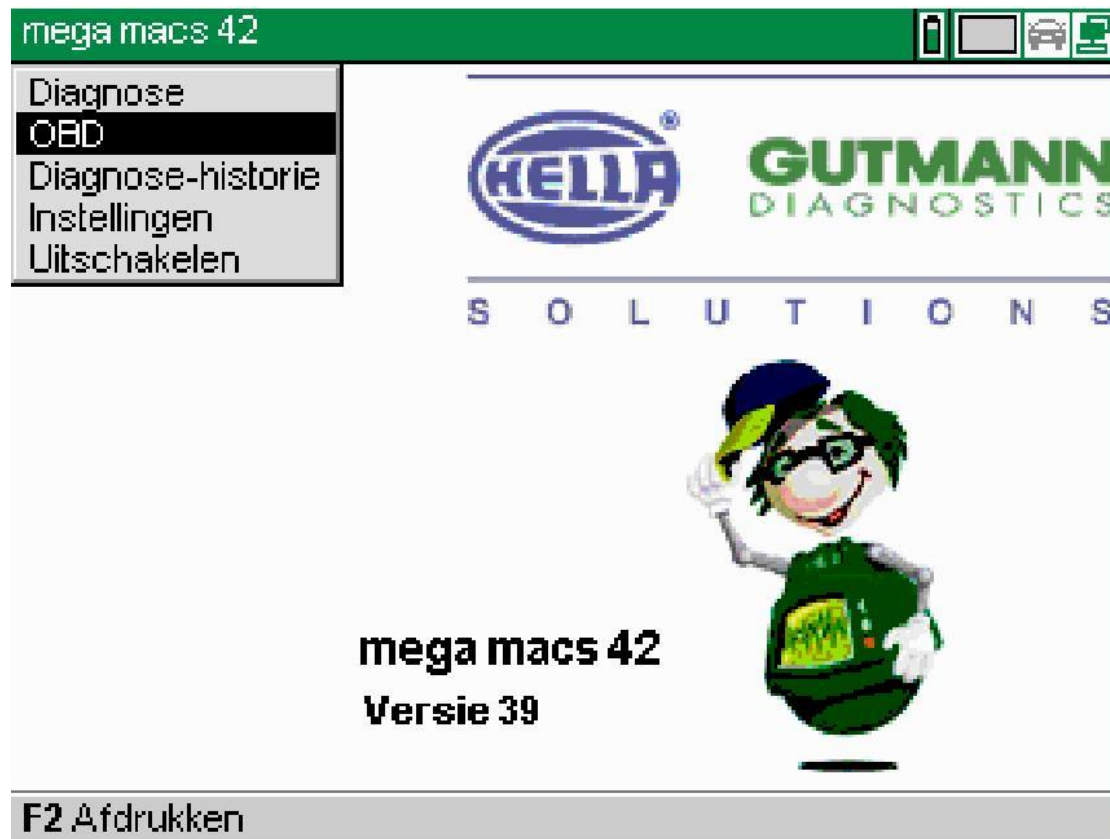 mega macs 42
Diagnose
OBD
Diagnose-historie
Instellingen
Uitschakelen
HELLA ®
GUTMANN
DIAGNOSTICS
SOLUTIONS
mega macs 42
Versie 39
F2 Afdrukken